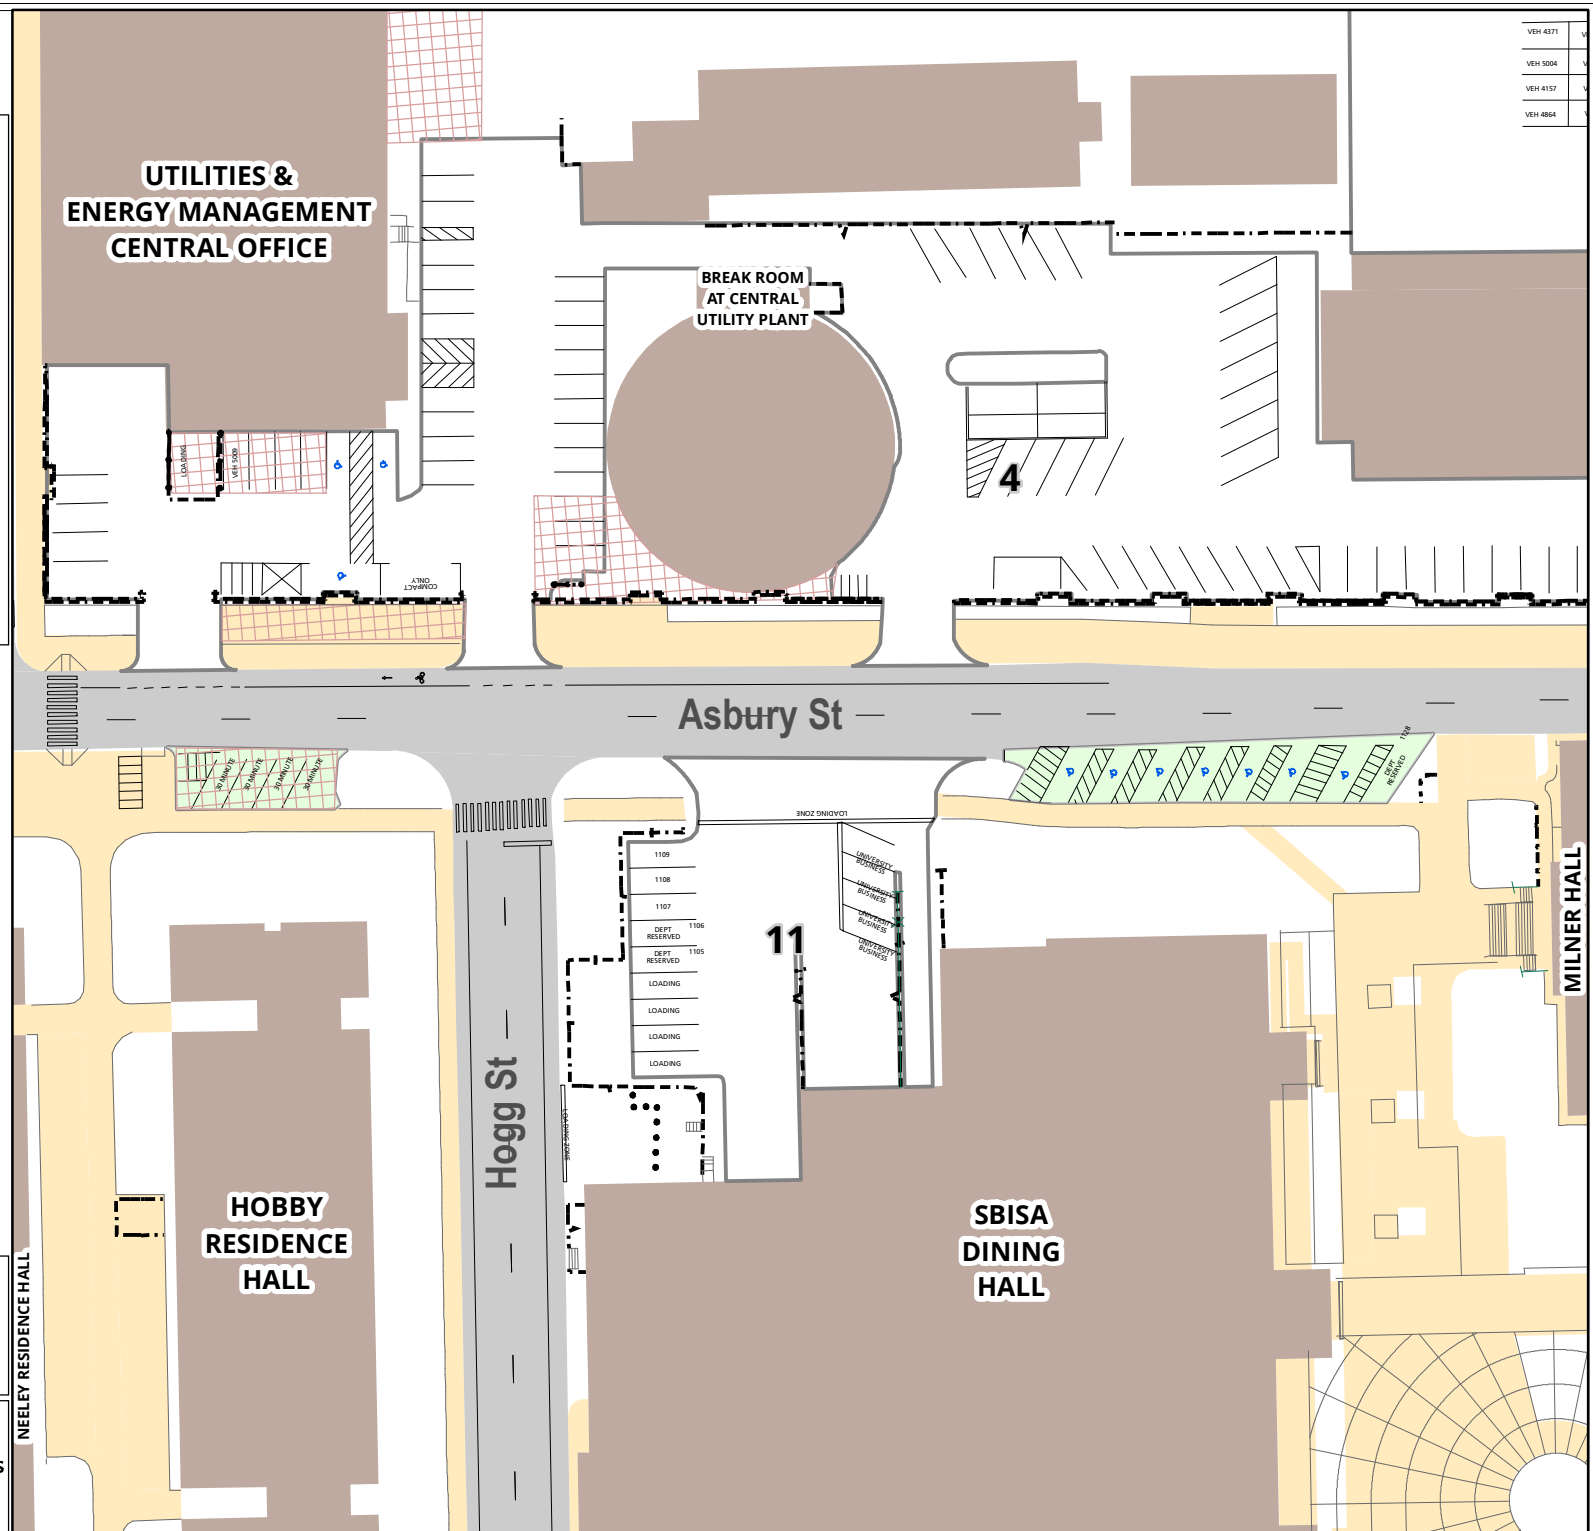 VEH 4371
VEH 5004
VEH 4157
VEH 4864
UTILITIES &
ENERGY MANAGEMENT
CENTRAL OFFICE
BREAK ROOM
AT CENTRAL
UTILITY PLANT
LOADING
VEH 5009
4
COMPACT
ONLY
Asbury St
30 MINUTE
30 MINUTE
30 MINUTE
30 MINUTE
1128
DEPT
RESERVED
LOADING ZONE
1109
1108
1107
DEPT
RESERVED
1106
DEPT
RESERVED
1105
LOADING
LOADING
LOADING
LOADING
UNIVERSITY
BUSINESS
UNIVERSITY
BUSINESS
UNIVERSITY
BUSINESS
UNIVERSITY
BUSINESS
11
MILNER HALL
Hogg St
LOADING ZONE
HOBBY
RESIDENCE
HALL
SBISA
DINING
HALL
NEELEY RESIDENCE HALL